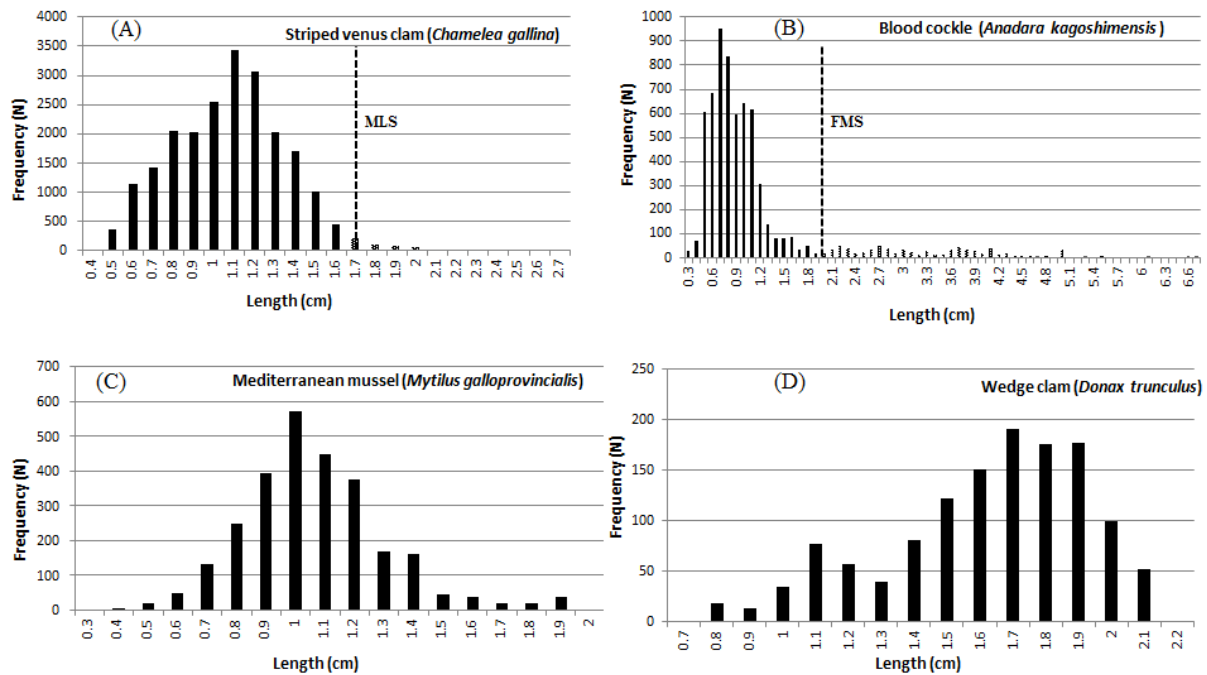 (A)
Striped venus clam (Chamelea gallina)
Frequency (N)
4000
3500
3000
2500
2000
1500
1000
500
0
MLS
0.4 0.5 0.6 0.7 0.8 0.9 1 1.1 1.2 1.3 1.4 1.5 1.6 1.7 1.8 1.9 2 2.1 2.2 2.3 2.4 2.5 2.6 2.7
Length (cm)
(B)
Blood cockle (Anadara kagoshimensis)
Frequency (N)
1000
900
800
700
600
500
400
300
200
100
0
FMS
0.3 0.6 0.9 1.2 1.5 1.8 2.1 2.4 2.7 3 3.3 3.6 3.9 4.2 4.5 4.8 5.1 5.4 5.7 6 6.3 6.6
Length (cm)
(C)
Mediterranean mussel (Mytilus galloprovincialis)
Frequency (N)
700
600
500
400
300
200
100
0
0.3 0.4 0.5 0.6 0.7 0.8 0.9 1 1.1 1.2 1.3 1.4 1.5 1.6 1.7 1.8 1.9 2
Length (cm)
(D)
Wedge clam (Donax trunculus)
Frequency (N)
250
200
150
100
50
0
0.7 0.8 0.9 1 1.1 1.2 1.3 1.4 1.5 1.6 1.7 1.8 1.9 2 2.1 2.2
Length (cm)